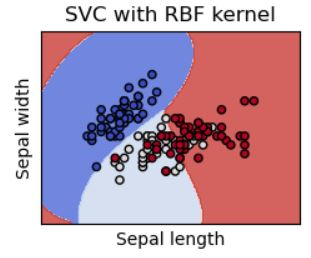 SVC with RBF kernel
Sepal width
Sepal length